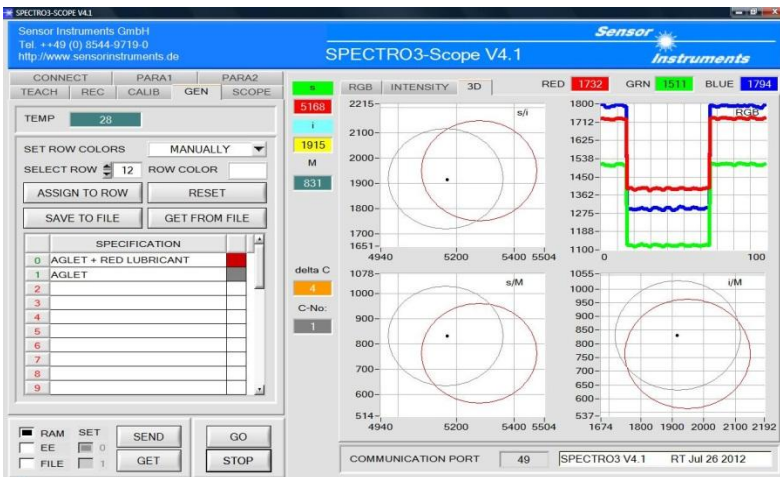 SPECTRO3-SCOPE V4.1
Sensor Instruments GmbH
Tel. ++49 (0) 8544-9719-0
http://www.sensorinstruments.de
SPECTRO3-Scope V4.1
Sensor
Instruments
CONNECT PARA1 PARA2
TEACH REC CALIB GEN SCOPE
TEMP 28
SET ROW COLORS MANUALLY
SELECT ROW 12 ROW COLOR
ASSIGN TO ROW RESET
SAVE TO FILE GET FROM FILE
SPECIFICATION
0 AGLET + RED LUBRICANT
1 AGLET
2
3
4
5
6
7
8
9
RAM SET
EE 0
FILE 1
SEND GO
GET STOP
s
5168
i
1915
M
831
delta C
4
C-No:
1
RGB INTENSITY 3D
RED 1732 GRN 1511 BLUE 1794
s/i
2215
2100
2000
1900
1800
1700
1651
4940 5200 5400 5504
RGB
1800
1712
1625
1538
1450
1362
1275
1188
1100
0 100
s/M
1078
1000
900
800
700
600
514
4940 5200 5400 5504
i/M
1055
1000
950
900
850
800
750
700
650
600
537
1674 1800 1900 2000 2100 2192
COMMUNICATION PORT 49 SPECTRO3 V4.1 RT Jul 26 2012